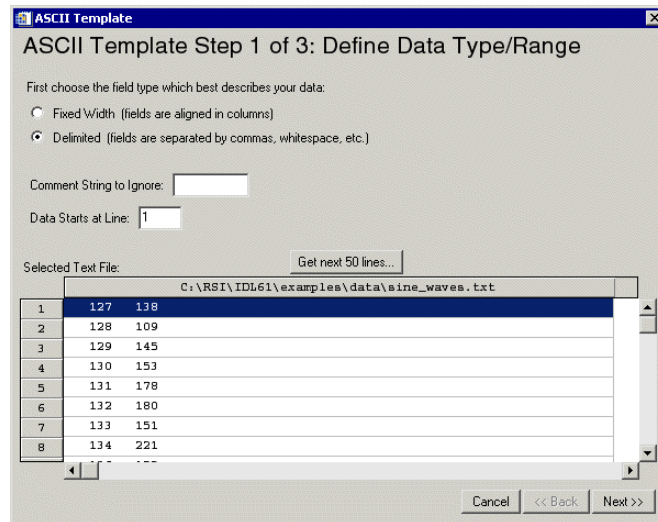 ASCII Template
ASCII Template Step 1 of 3: Define Data Type/Range
First choose the field type which best describes your data:
Fixed Width (fields are aligned in columns)
Delimited (fields are separated by commas, whitespace, etc.)
Comment String to Ignore:
Data Starts at Line: 1
Selected Text File: Get next 50 lines...
C:\RSI\IDL61\examples\data\sine_waves.txt
1 127 138
2 128 109
3 129 145
4 130 153
5 131 178
6 132 180
7 133 151
8 134 221
Cancel << Back Next >>